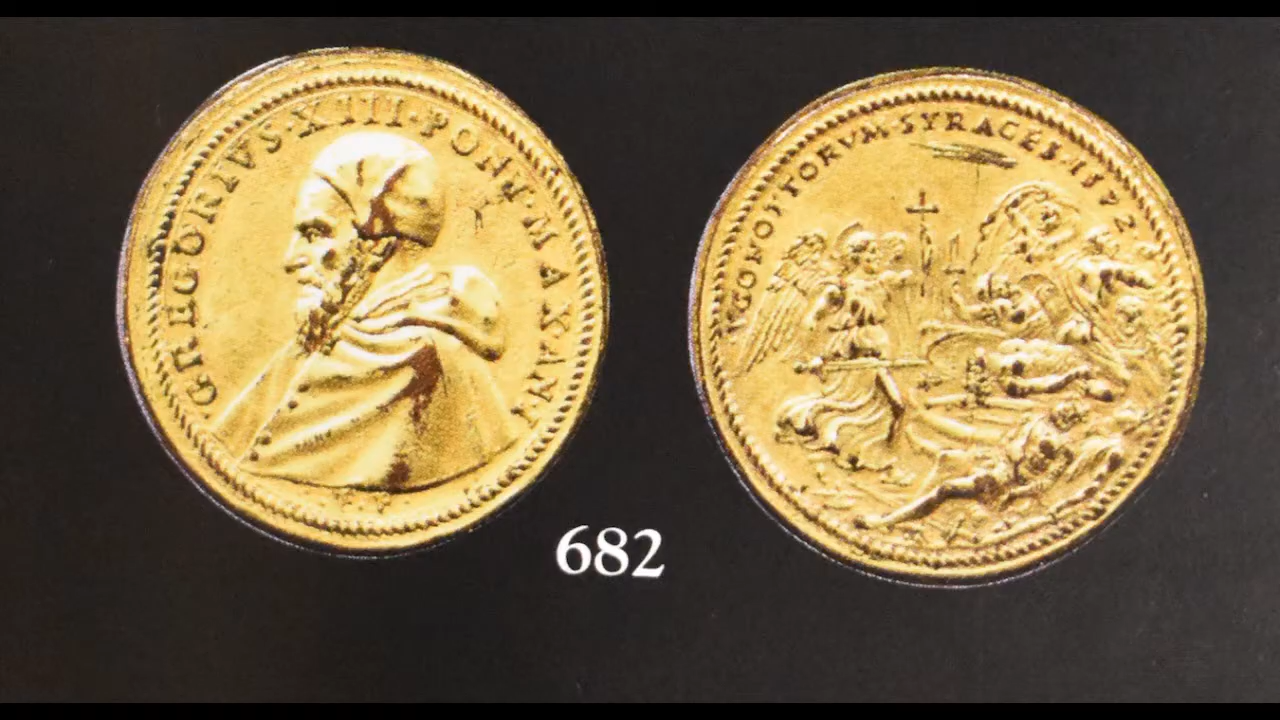 GREGORIVS·XIII·PONT·MAX·AN·I
F·P
VGONOTTORVM·STRAGES·1572
682